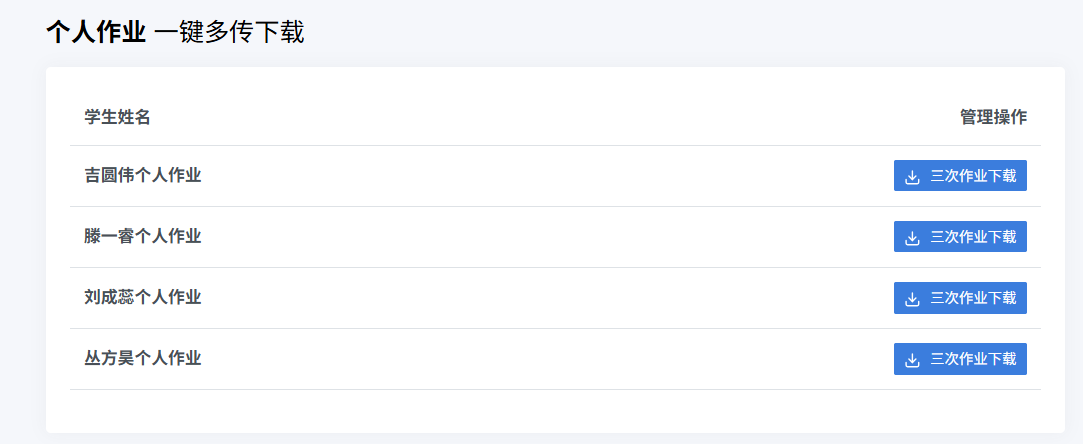 个人作业 一键多传下载
学生姓名 管理操作
吉圆伟个人作业 三次作业下载
滕一睿个人作业 三次作业下载
刘成蕊个人作业 三次作业下载
丛方昊个人作业 三次作业下载